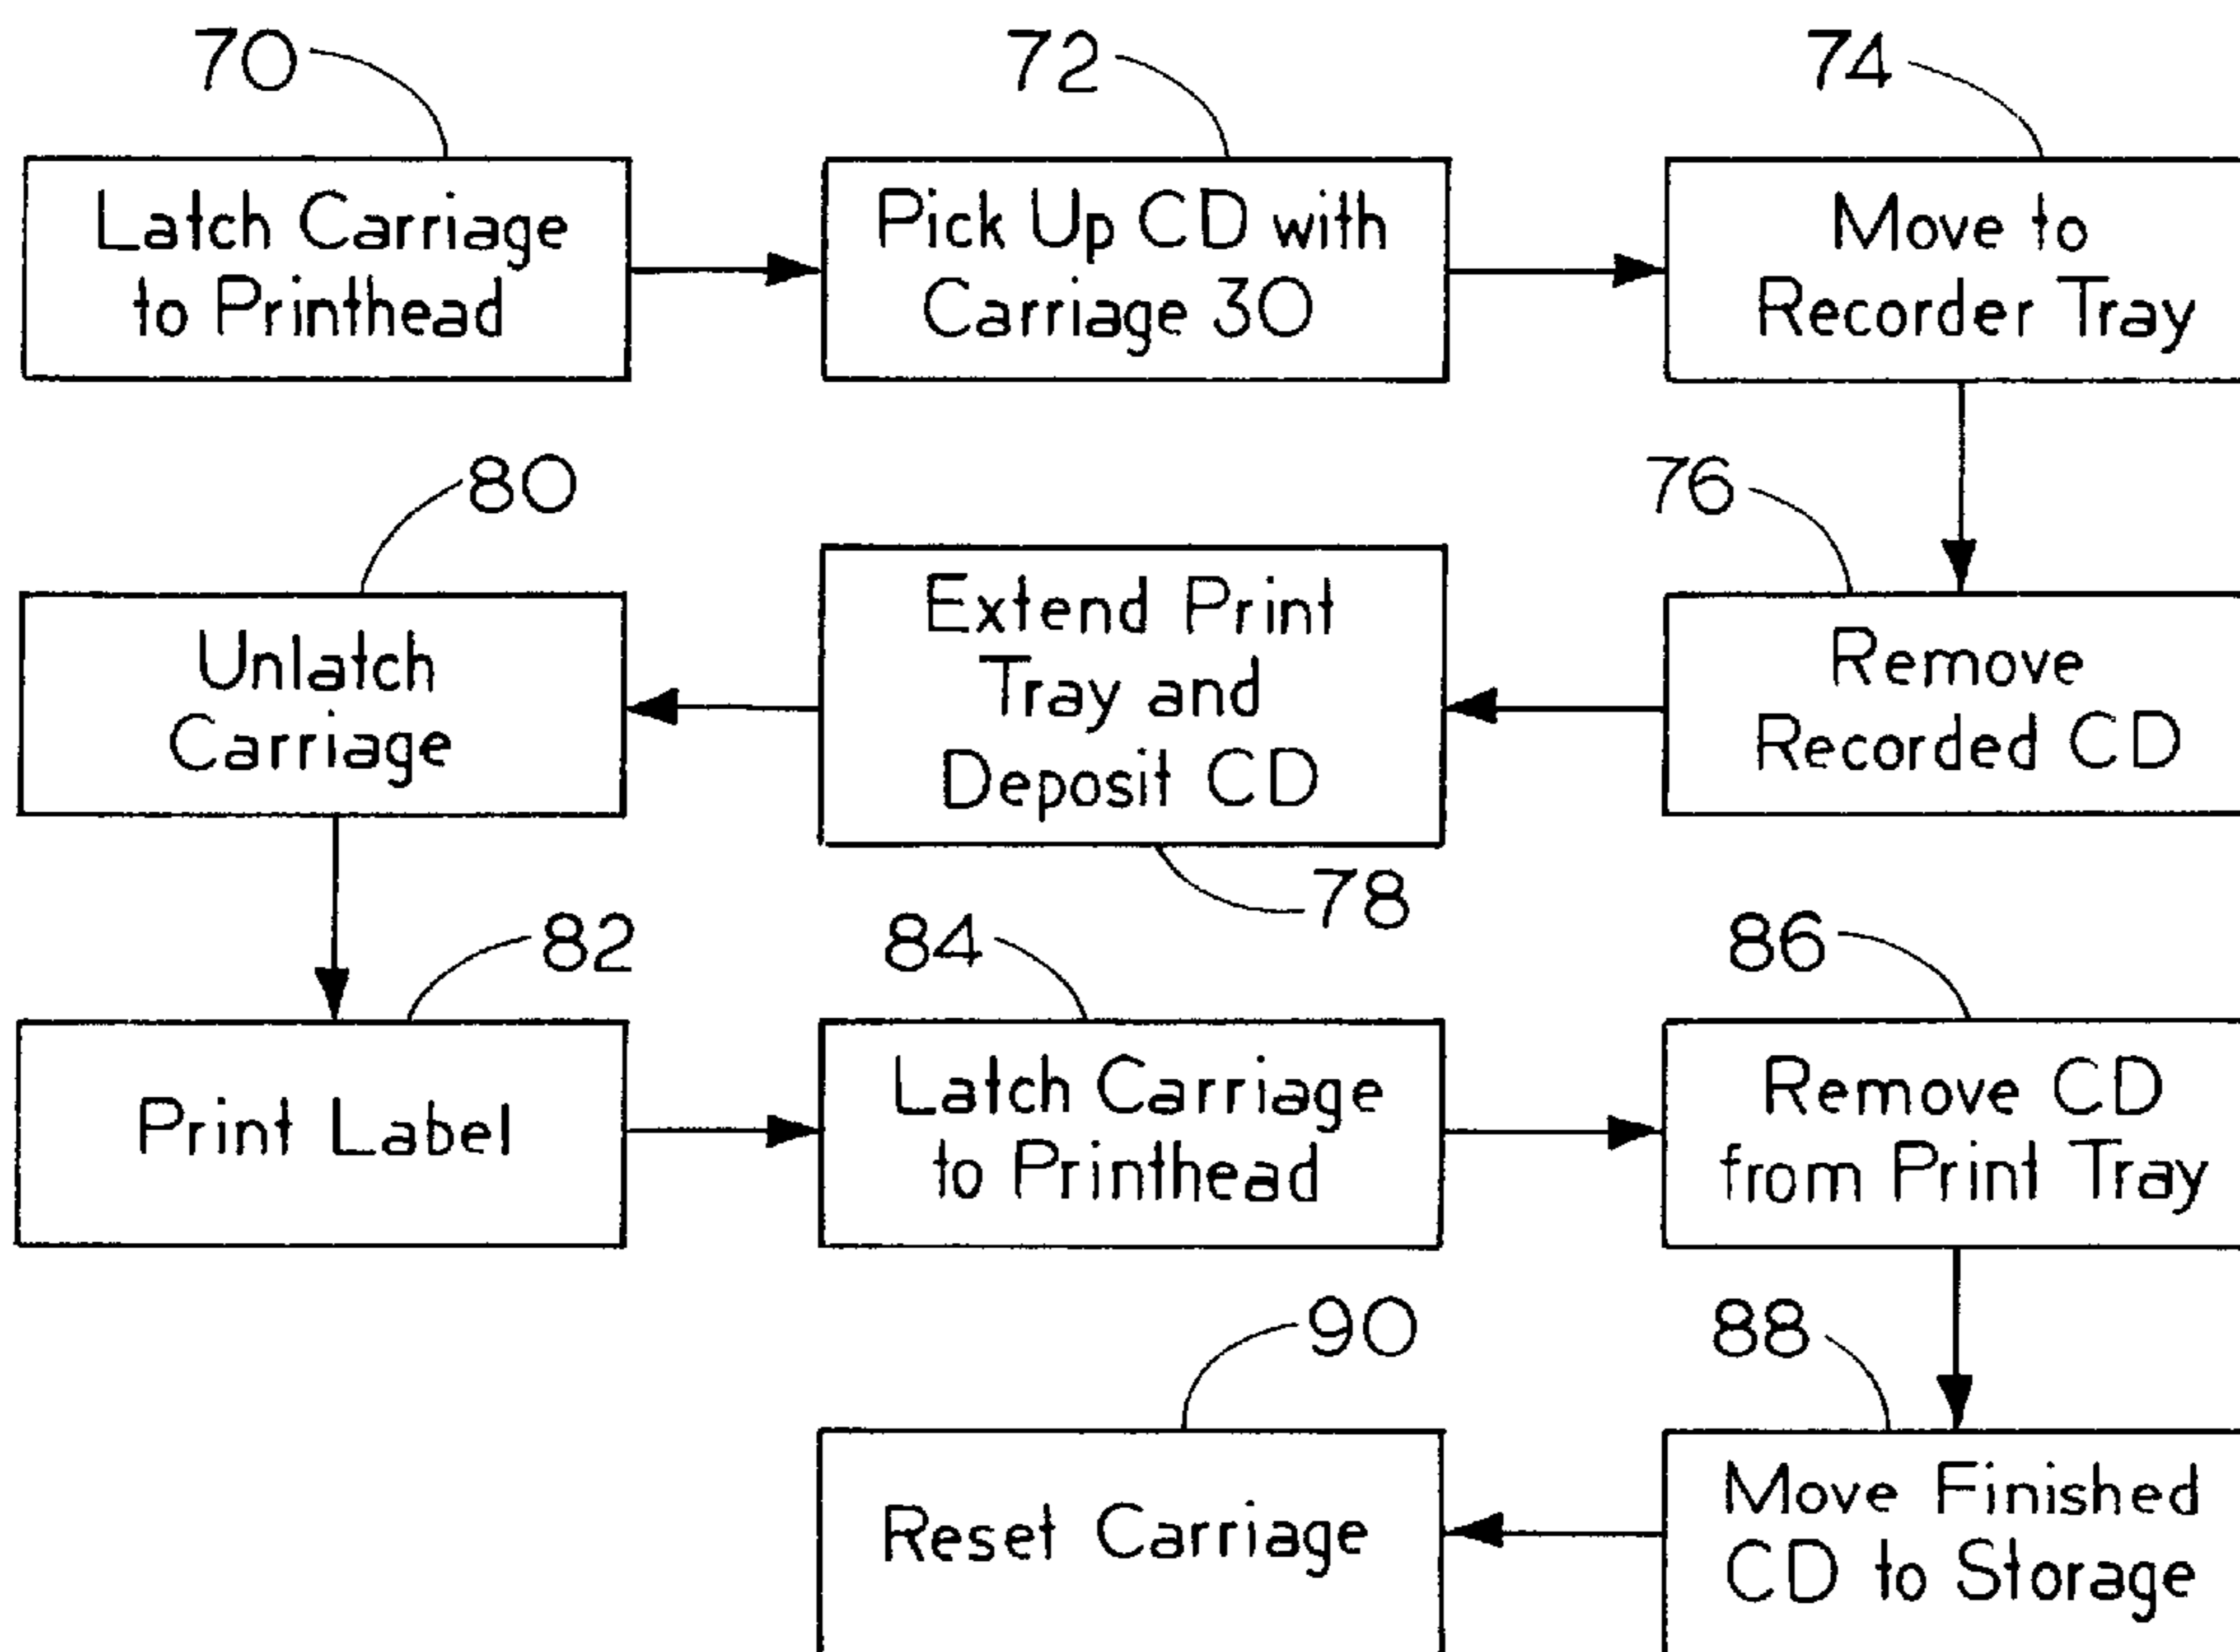 70
Latch Carriage
to Printhead
72
Pick Up CD with
Carriage 30
74
Move to
Recorder Tray
76
Remove
Recorded CD
Extend Print
Tray and
Deposit CD
78
80
Unlatch
Carriage
82
Print Label
84
Latch Carriage
to Printhead
86
Remove CD
from Print Tray
88
Move Finished
CD to Storage
90
Reset Carriage